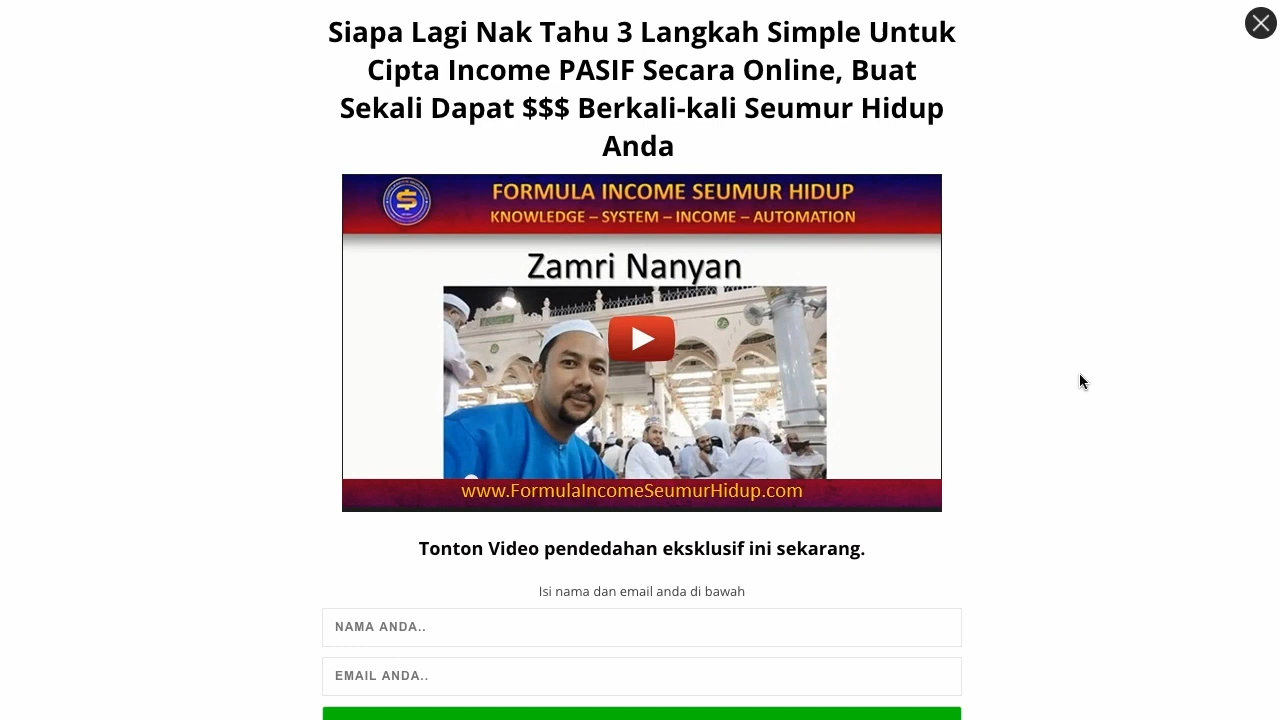 Siapa Lagi Nak Tahu 3 Langkah Simple Untuk
Cipta Income PASIF Secara Online, Buat
Sekali Dapat $$$ Berkali-kali Seumur Hidup
Anda
FORMULA INCOME SEUMUR HIDUP
KNOWLEDGE – SYSTEM – INCOME – AUTOMATION
Zamri Nanyan
www.FormulaIncomeSeumurHidup.com
Tonton Video pendedahan eksklusif ini sekarang.
Isi nama dan email anda di bawah
NAMA ANDA..
EMAIL ANDA..